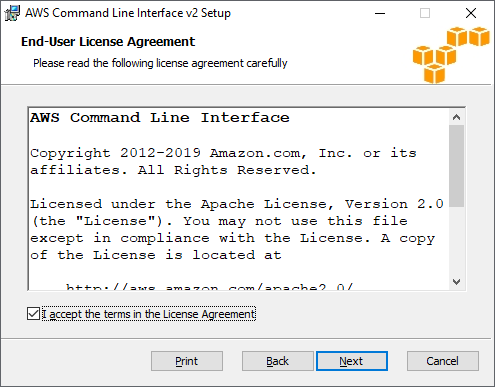 AWS Command Line Interface v2 Setup
End-User License Agreement
Please read the following license agreement carefully
AWS Command Line Interface
Copyright 2012-2019 Amazon.com, Inc. or its
affiliates. All Rights Reserved.
Licensed under the Apache License, Version 2.0
(the "License"). You may not use this file
except in compliance with the License. A copy
of the License is located at
http://aws.amazon.com/apache2.0/
I accept the terms in the License Agreement
Print Back Next Cancel